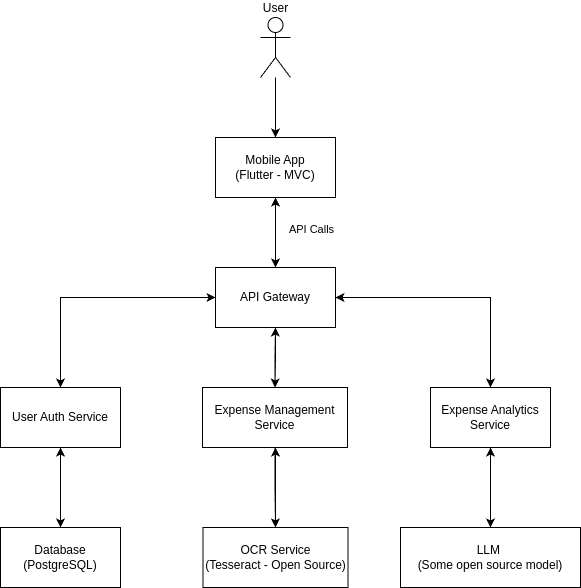 User
Mobile App
(Flutter - MVC)
API Calls
API Gateway
User Auth Service
Expense Management
Service
Expense Analytics
Service
Database
(PostgreSQL)
OCR Service
(Tesseract - Open Source)
LLM
(Some open source model)